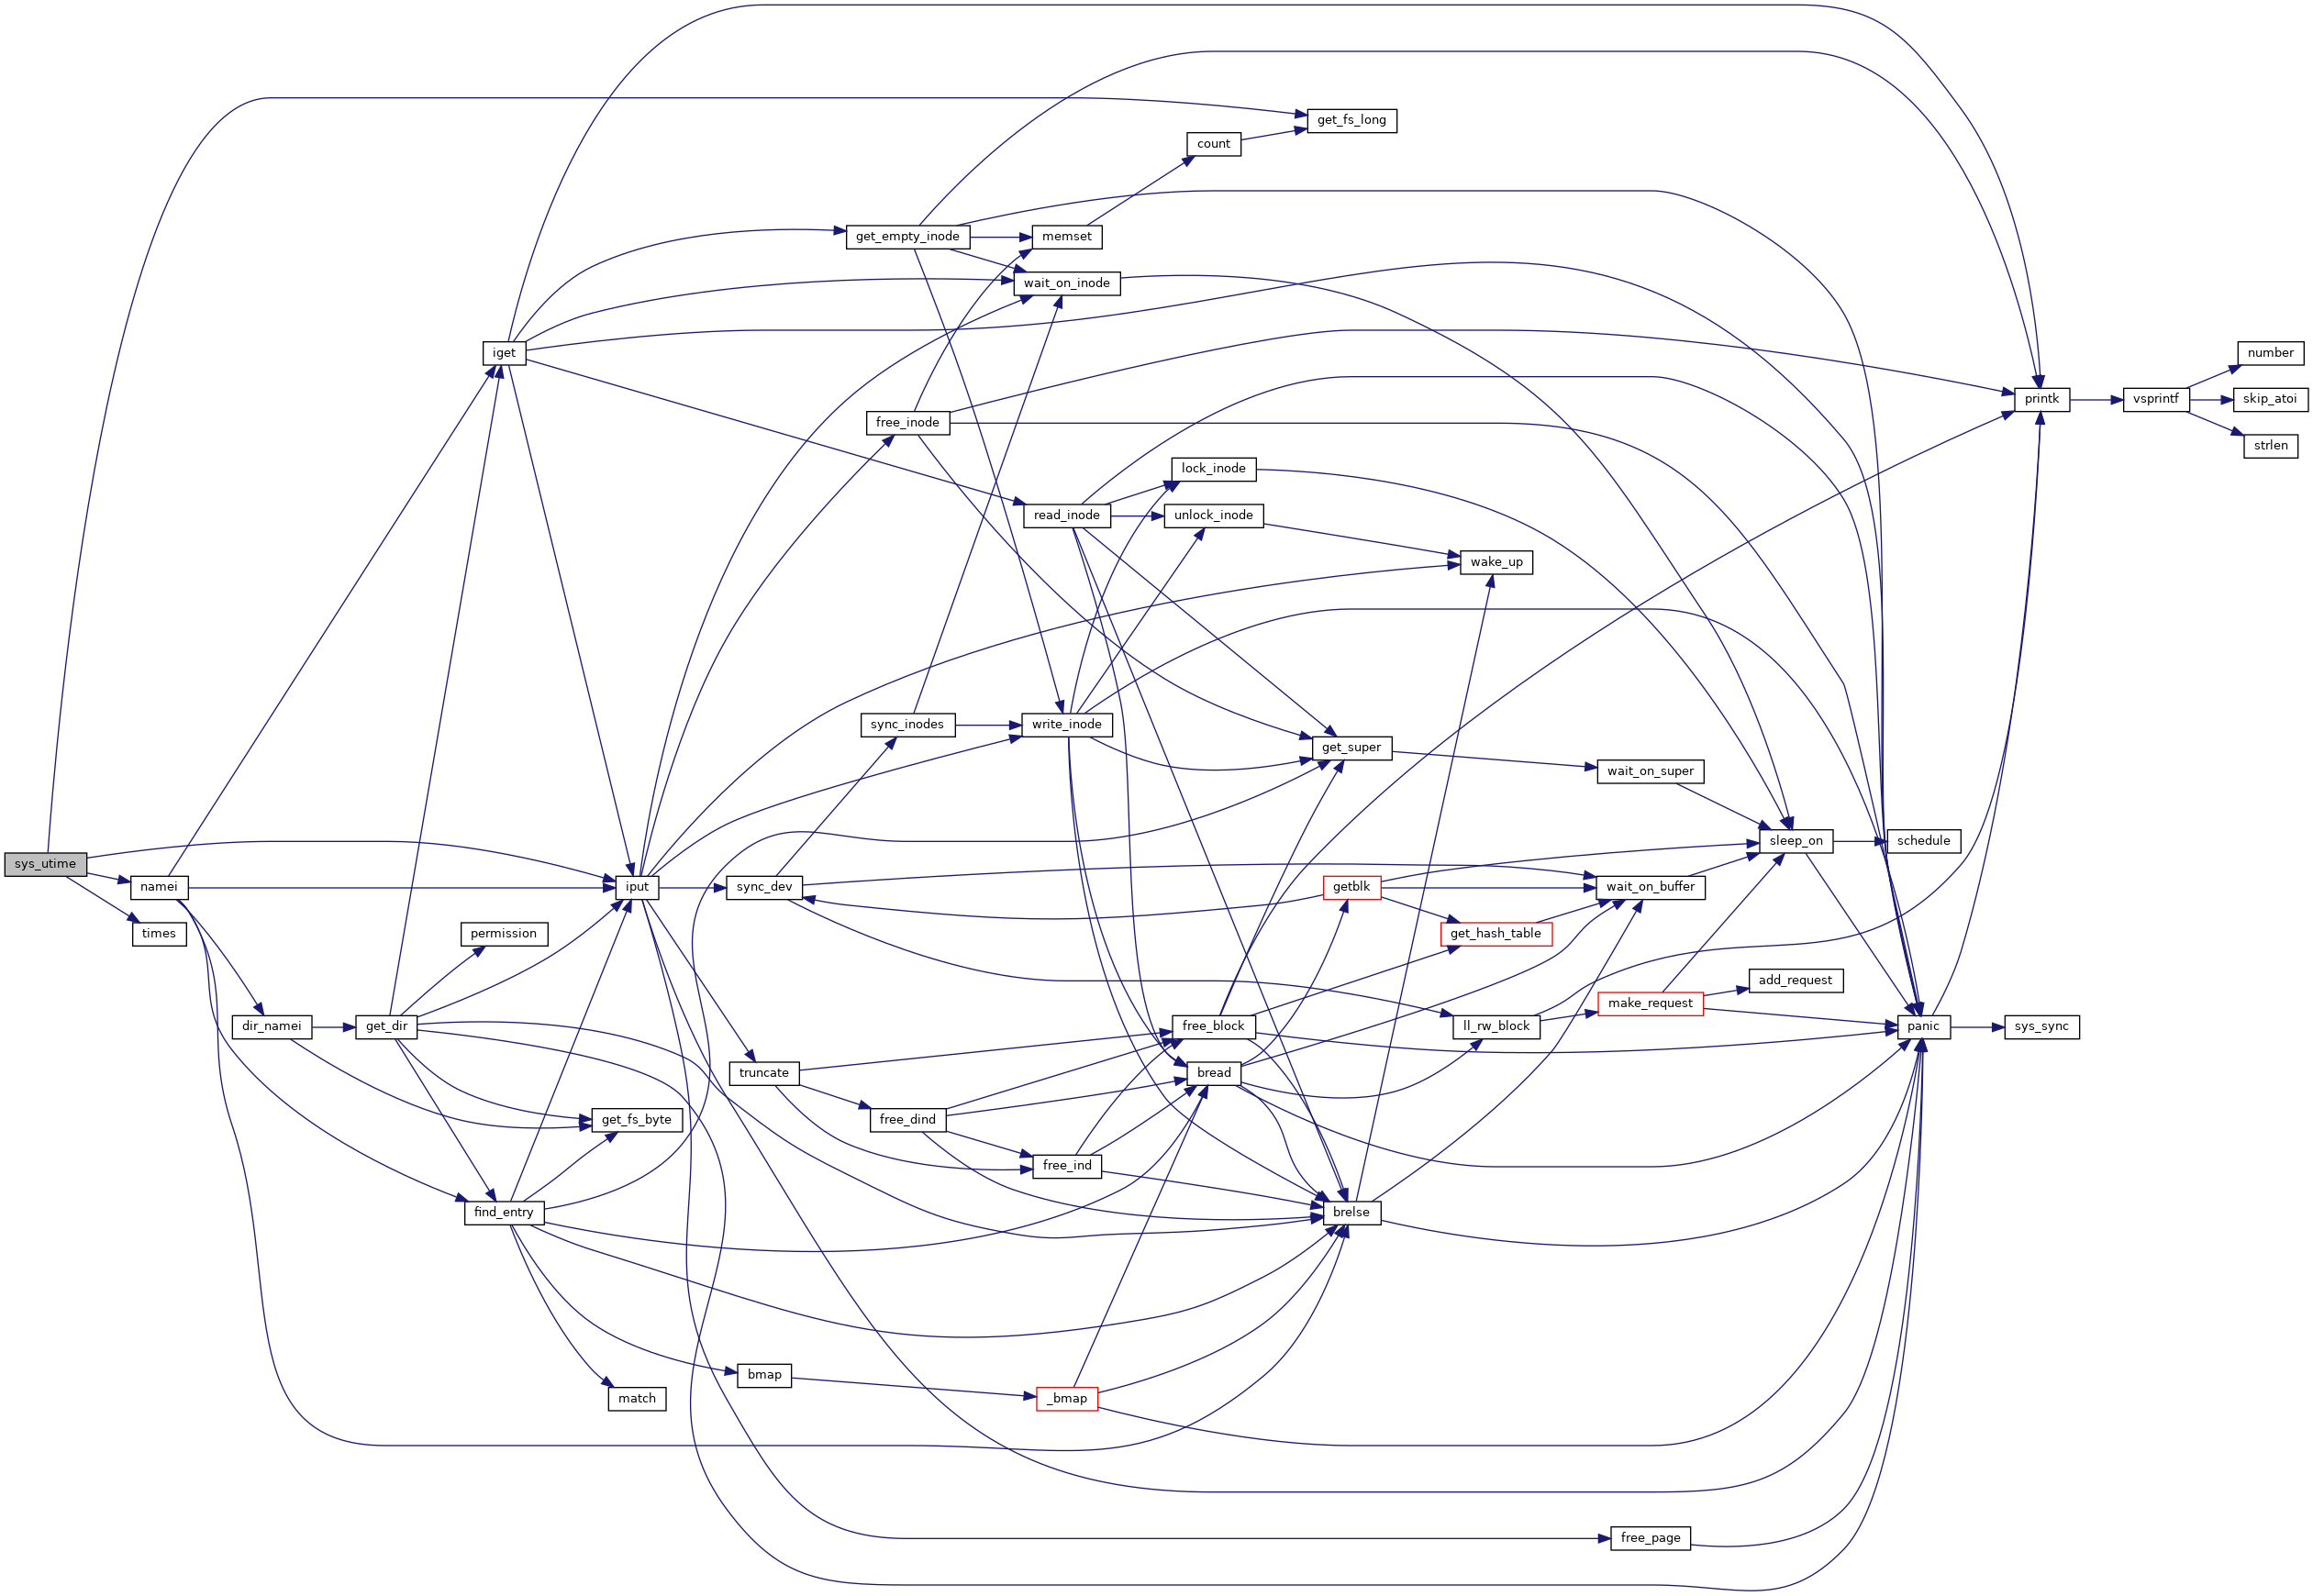 get_fs_long
count
get_empty_inode
memset
wait_on_inode
iget
number
printk
vsprintf
skip_atoi
free_inode
strlen
lock_inode
read_inode
unlock_inode
wake_up
sync_inodes
write_inode
get_super
wait_on_super
sleep_on
schedule
sys_utime
namei
iput
sync_dev
getblk
wait_on_buffer
times
permission
get_hash_table
add_request
make_request
dir_namei
get_dir
free_block
ll_rw_block
panic
sys_sync
truncate
bread
free_dind
get_fs_byte
free_ind
find_entry
brelse
bmap
match
_bmap
free_page